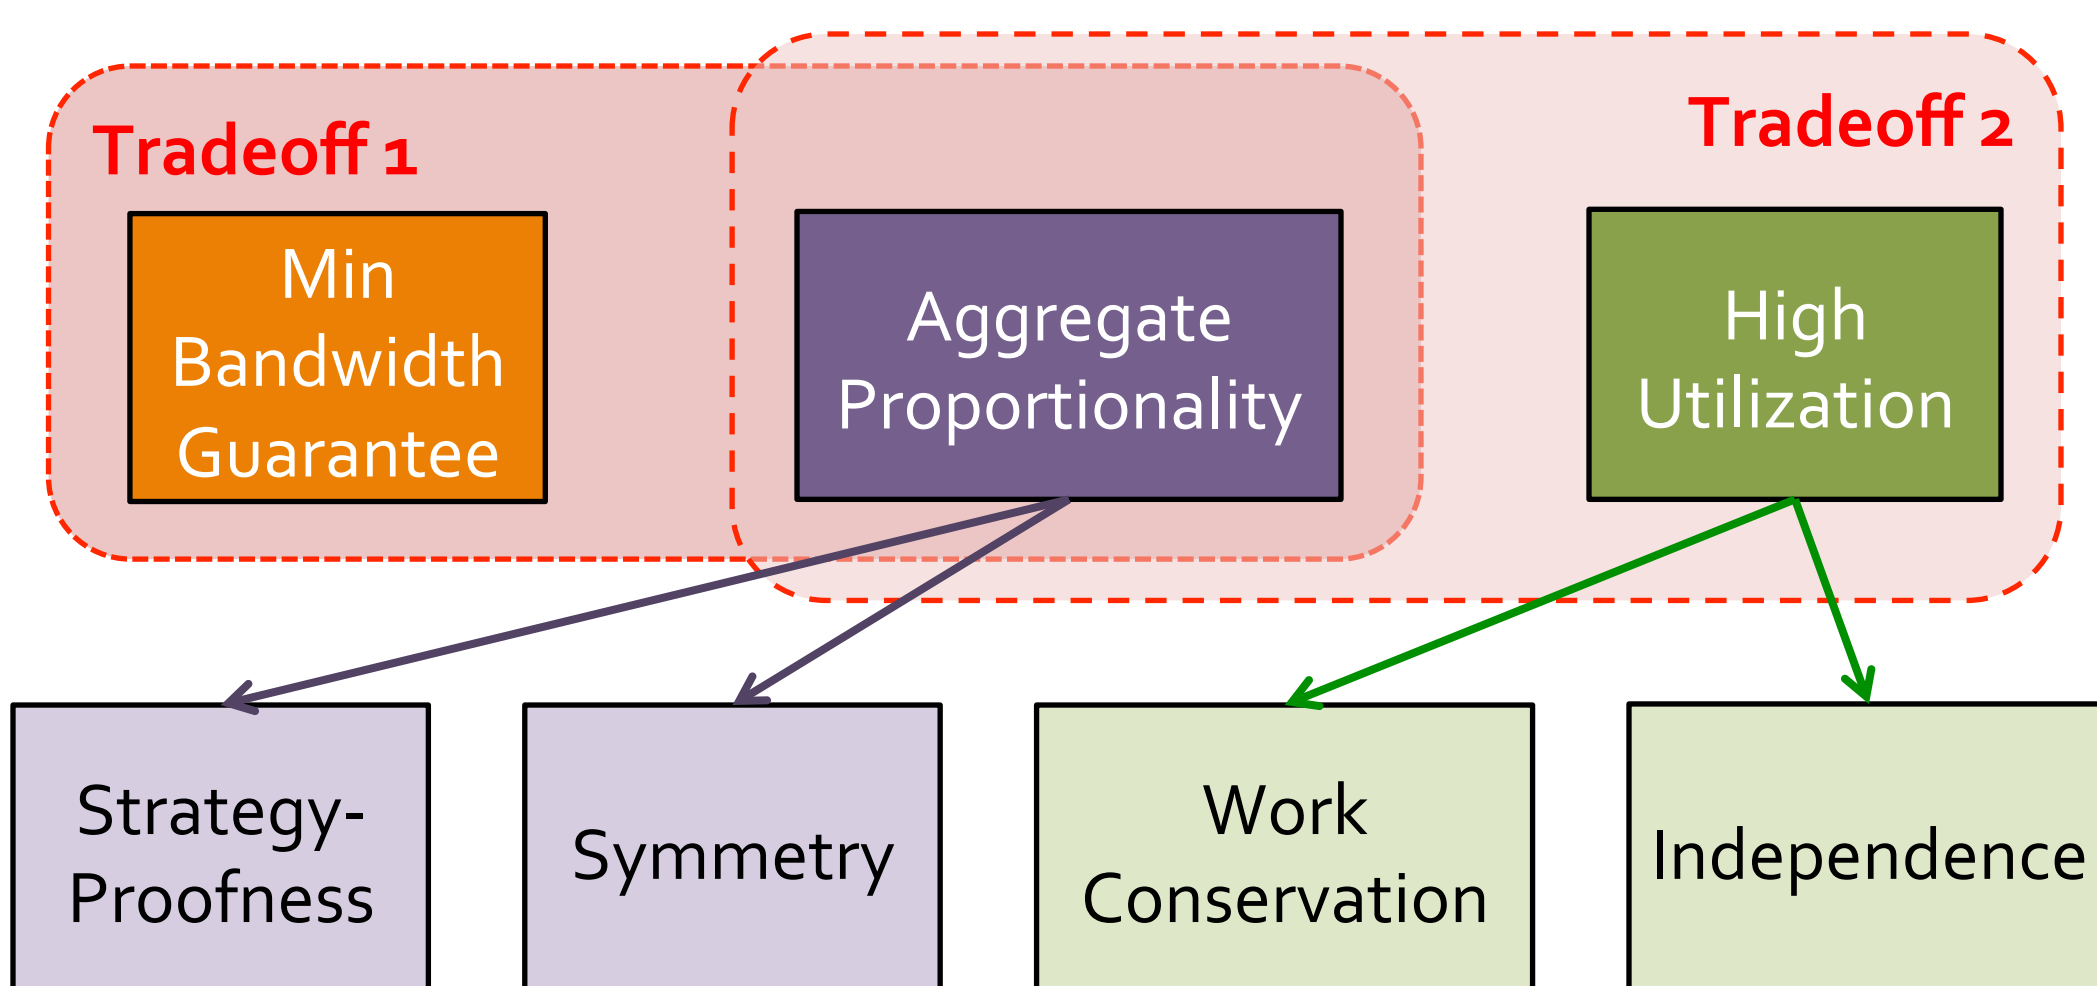 Tradeoff 1
Tradeoff 2
Min
Bandwidth
Guarantee
Aggregate
Proportionality
High
Utilization
Strategy-
Proofness
Symmetry
Work
Conservation
Independence